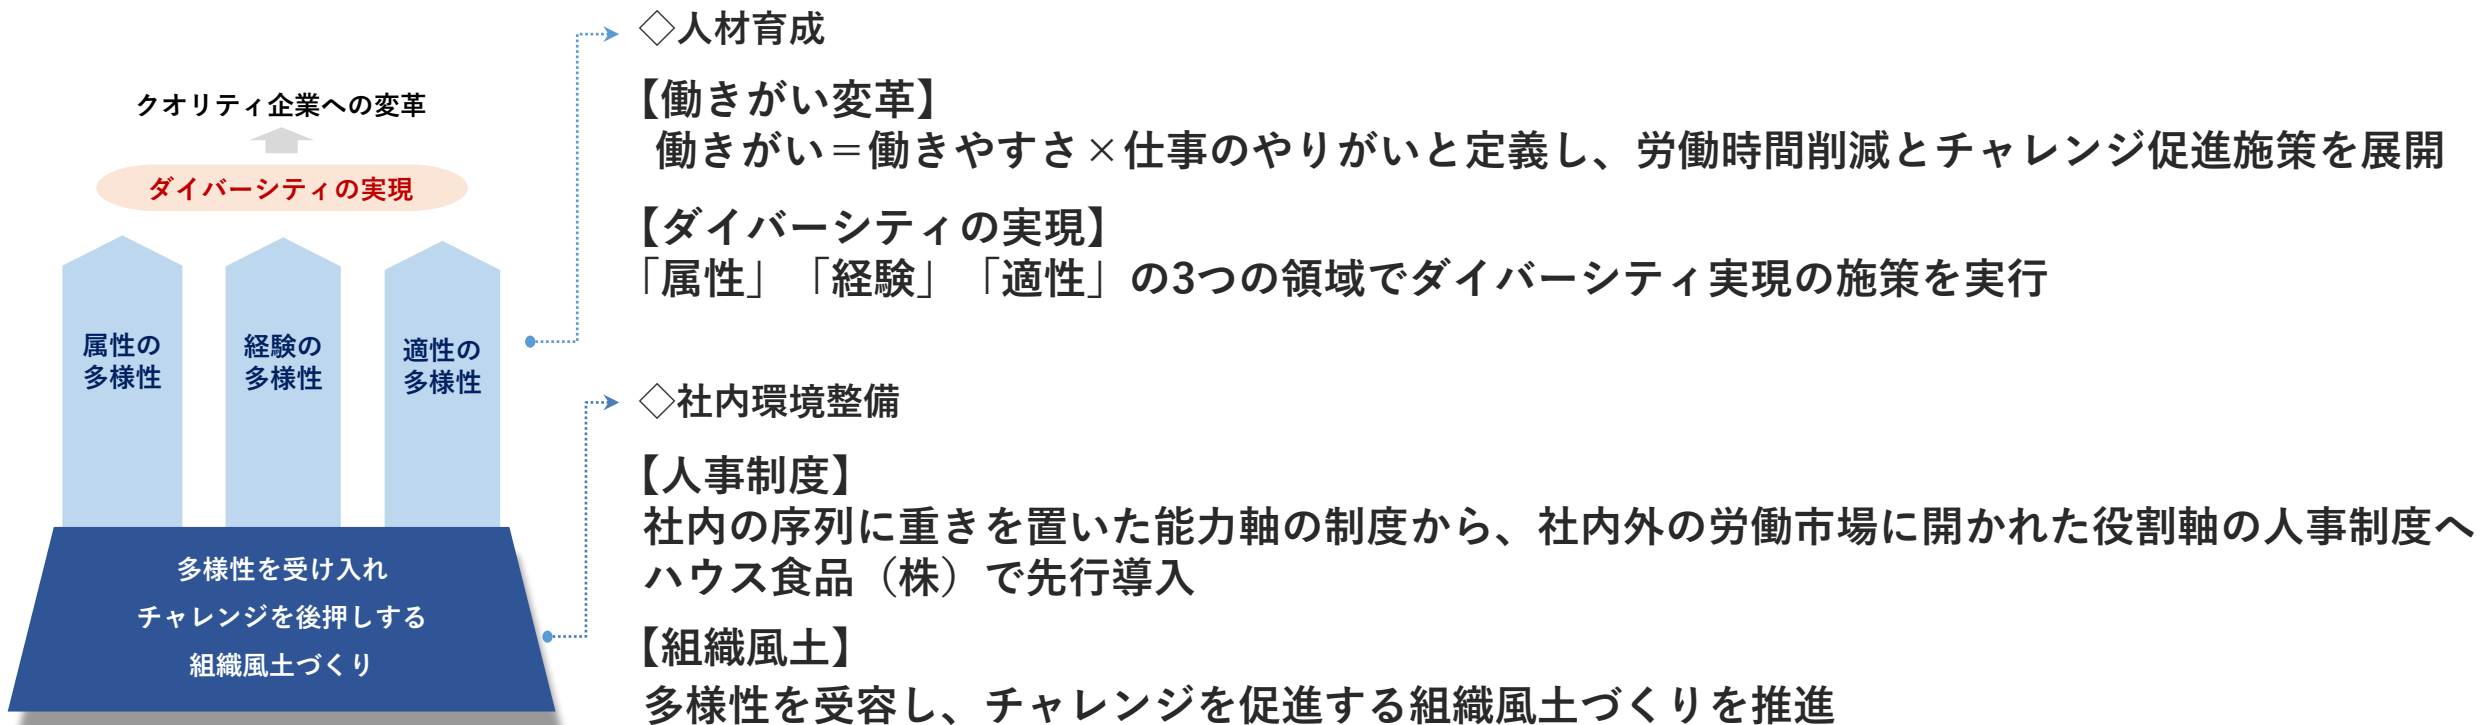 クオリティ企業への変革
ダイバーシティの実現
属性の
多様性
経験の
多様性
適性の
多様性
多様性を受け入れ
チャレンジを後押しする
組織風土づくり
◇人材育成
【働きがい変革】
働きがい＝働きやすさ×仕事のやりがいと定義し、労働時間削減とチャレンジ促進施策を展開
【ダイバーシティの実現】
「属性」「経験」「適性」の3つの領域でダイバーシティ実現の施策を実行
◇社内環境整備
【人事制度】
社内の序列に重きを置いた能力軸の制度から、社内外の労働市場に開かれた役割軸の人事制度へ
ハウス食品（株）で先行導入
【組織風土】
多様性を受容し、チャレンジを促進する組織風土づくりを推進